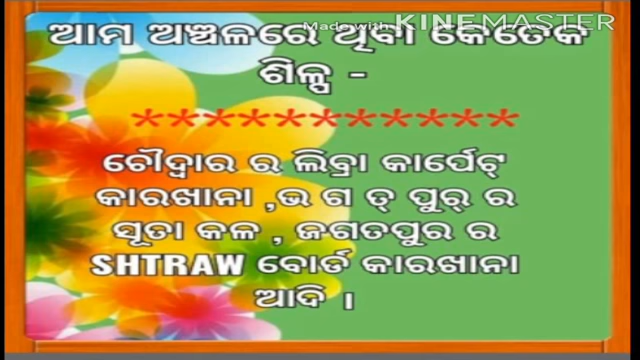 Made with KINEMASTER
ଆମ ଅଞ୍ଚଳରେ ଥିବା କେତେକ
ଶିଳ୍ପ -
***********
ଚୌଦ୍ୱାର ର ଲିବ୍ରା କାର୍ପେଟ୍
କାରଖାନା ,ଭ ଗ ତ୍ ପୁର୍ ର
ସୂତା କଳ , ଜଗତପୁର ର
SHTRAW ବୋର୍ଡ କାରଖାନା
ଆଦି ।